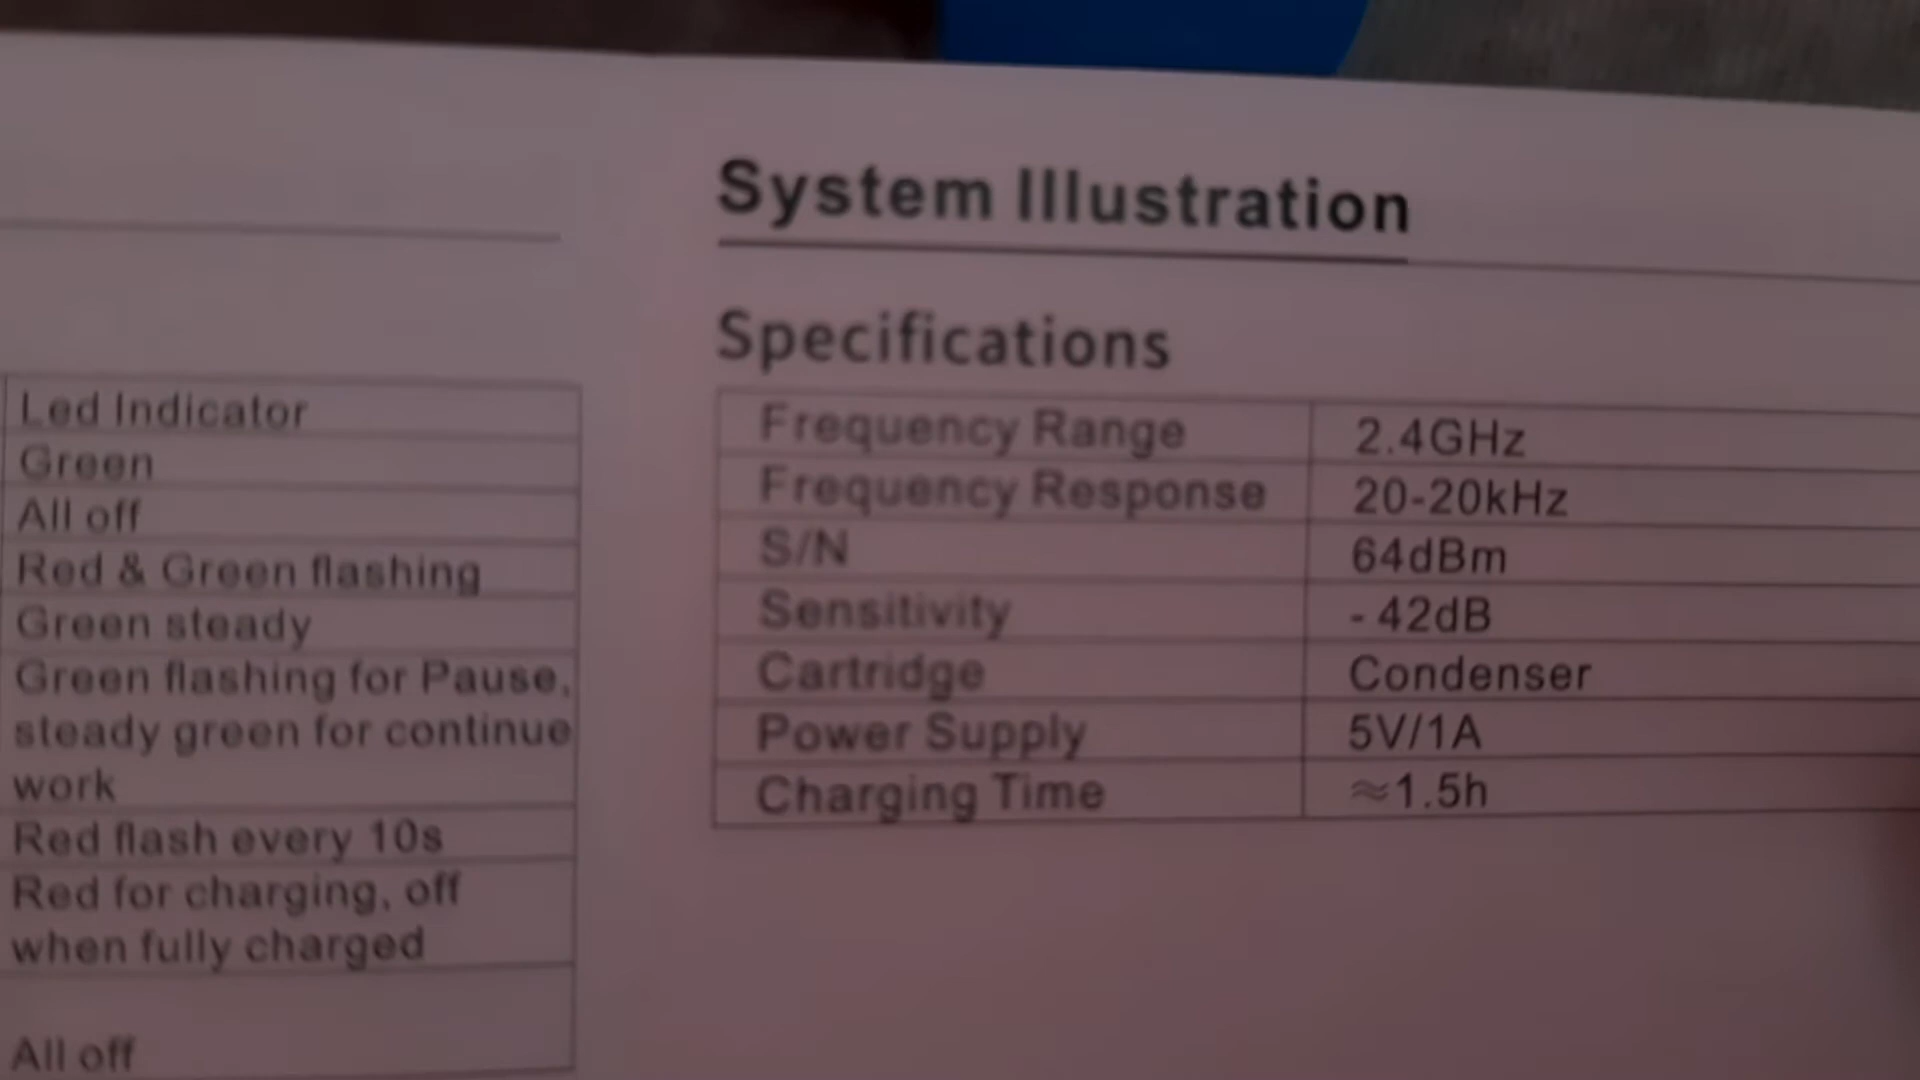 Led Indicator
Green
All off
Red & Green flashing
Green steady
Green flashing for Pause,
steady green for continue
work
Red flash every 10s
Red for charging, off
when fully charged
All off
System Illustration
Specifications
Frequency Range 2.4GHz
Frequency Response 20-20kHz
S/N 64dBm
Sensitivity - 42dB
Cartridge Condenser
Power Supply 5V/1A
Charging Time ≈1.5h